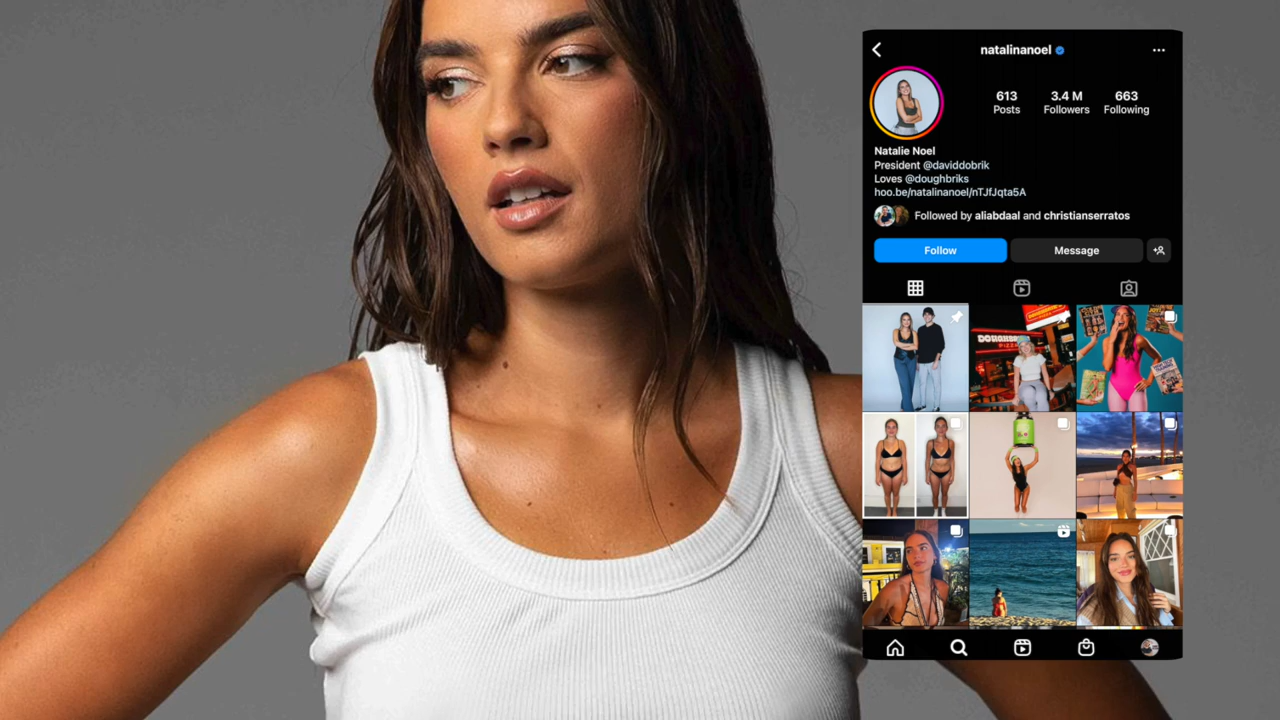 natalinanoel
613
3.4 M
663
Posts
Followers
Following
Natalie Noel
President @daviddobrik
Loves @doughbriks
hoo.be/natalinanoel/nTJfJqta5A
Followed by aliabdaal and christianserratos
Follow
Message